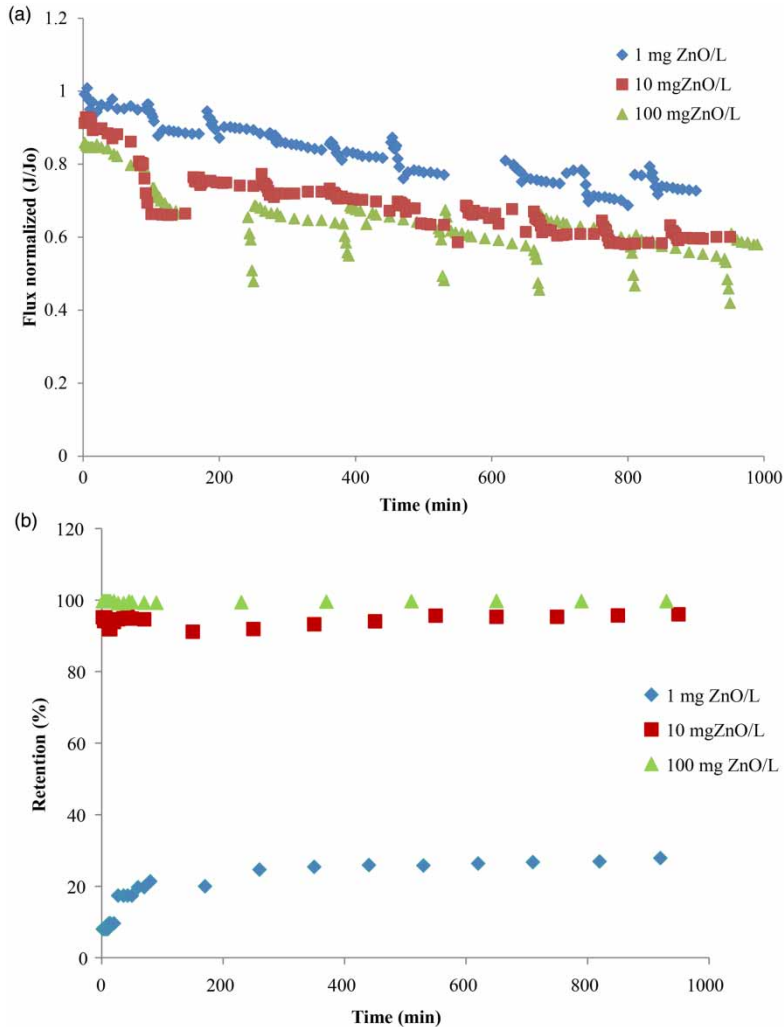 (a)
1.2
1
0.8
0.6
0.4
0.2
0
Flux normalized (J/Jo)
1 mg ZnO/L
10 mgZnO/L
100 mgZnO/L
0 200 400 600 800 1000
Time (min)
(b)
120
100
80
60
40
20
0
Retention (%)
1 mg ZnO/L
10 mgZnO/L
100 mg ZnO/L
0 200 400 600 800 1000
Time (min)